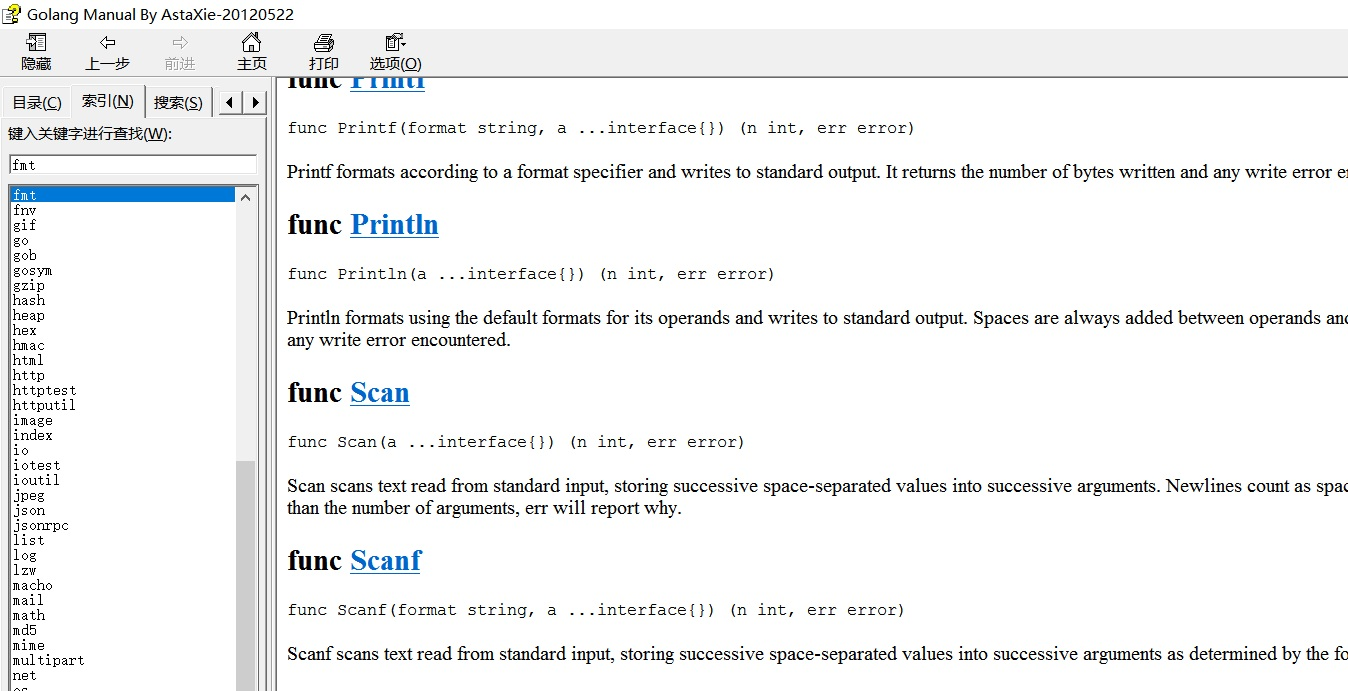 Golang Manual By AstaXie-20120522
隐藏 上一步 前进 主页 打印 选项(O)
目录(C) 索引(N) 搜索(S)
键入关键字进行查找(W):
fmt
fmt
fnv
gif
go
gob
gosym
gzip
hash
heap
hex
hmac
html
http
httptest
httputil
image
index
io
iotest
ioutil
jpeg
json
jsonrpc
list
log
lzw
macho
mail
math
md5
mime
multipart
net
os
func Printf
func Printf(format string, a ...interface{}) (n int, err error)
Printf formats according to a format specifier and writes to standard output. It returns the number of bytes written and any write error
func Println
func Println(a ...interface{}) (n int, err error)
Println formats using the default formats for its operands and writes to standard output. Spaces are always added between operands
any write error encountered.
func Scan
func Scan(a ...interface{}) (n int, err error)
Scan scans text read from standard input, storing successive space-separated values into successive arguments. Newlines count as
than the number of arguments, err will report why.
func Scanf
func Scanf(format string, a ...interface{}) (n int, err error)
Scanf scans text read from standard input, storing successive space-separated values into successive arguments as determined by the